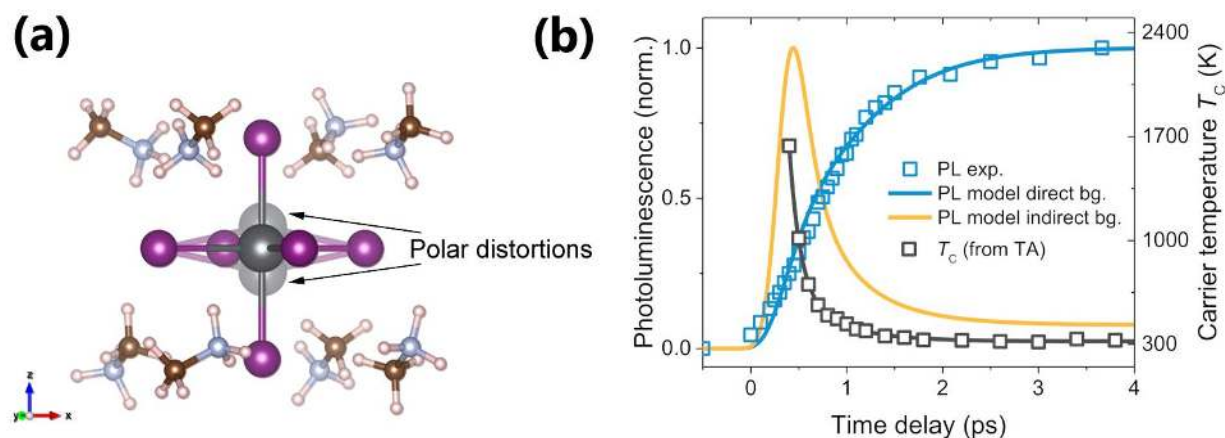 (a)
Polar distortions
z
y
x
(b)
Photoluminescence (norm.)
1.0
0.5
0.0
2400
1700
1000
300
Carrier temperature T_C (K)
PL exp.
PL model direct bg.
PL model indirect bg.
T_C (from TA)
0 1 2 3 4
Time delay (ps)